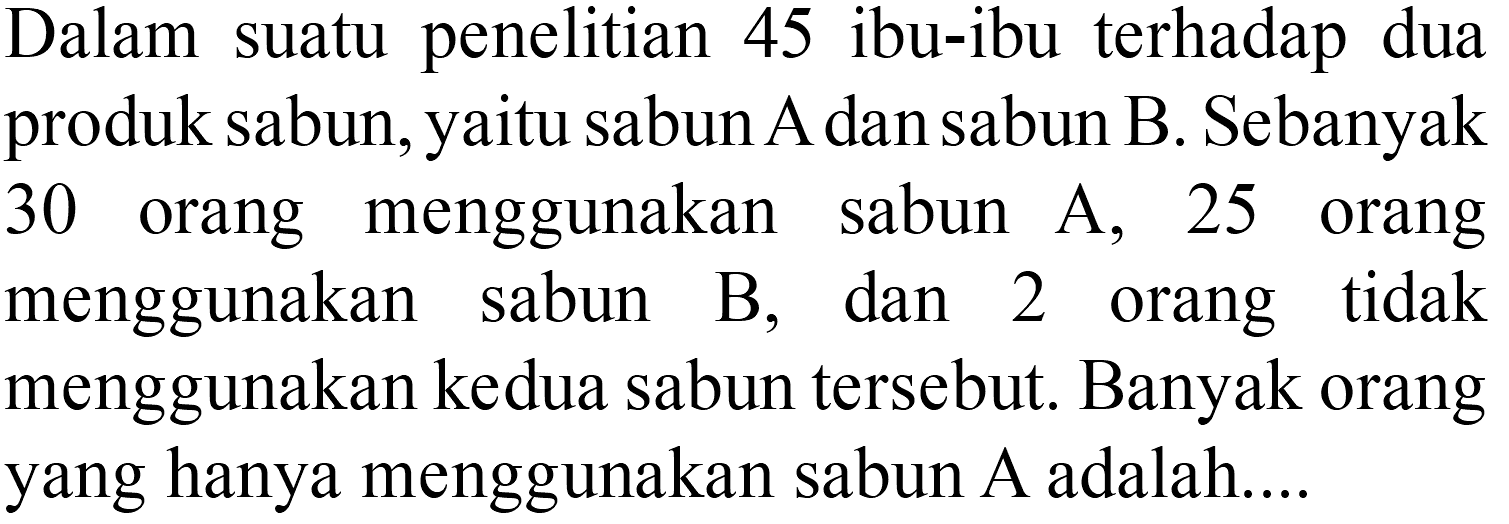 Dalam suatu penelitian 45 ibu-ibu terhadap dua
produk sabun, yaitu sabun A dan sabun B. Sebanyak
30 orang menggunakan sabun A, 25 orang
menggunakan sabun B, dan 2 orang tidak
menggunakan kedua sabun tersebut. Banyak orang
yang hanya menggunakan sabun A adalah....